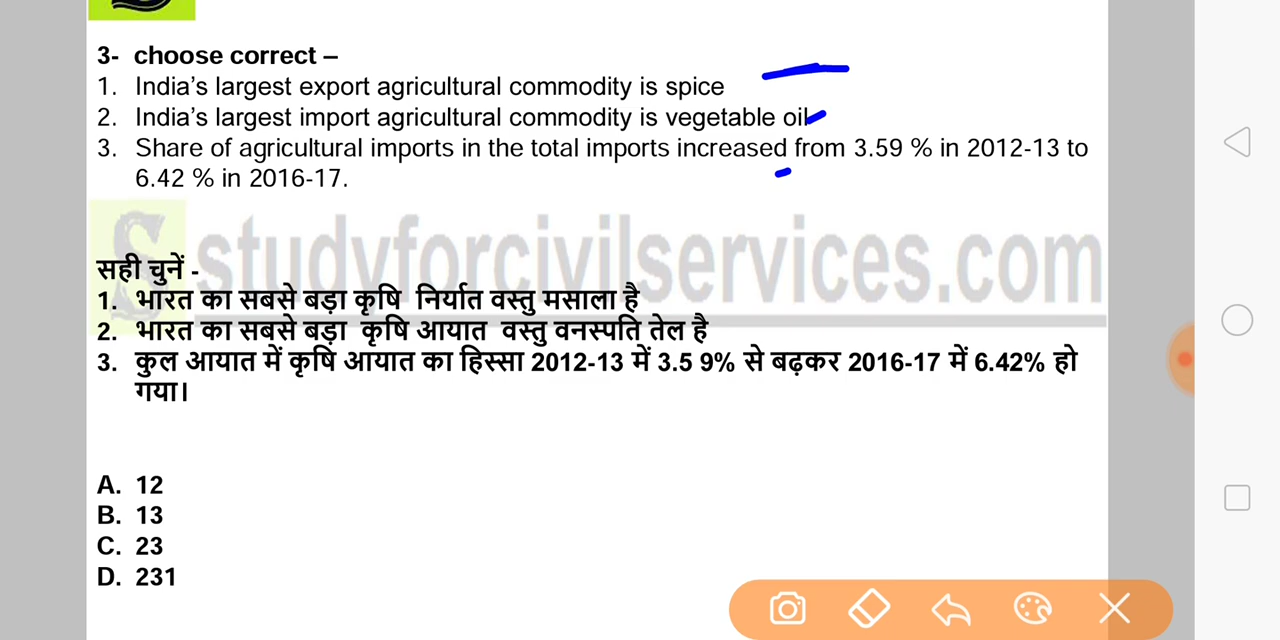 3- choose correct –
1. India’s largest export agricultural commodity is spice
2. India’s largest import agricultural commodity is vegetable oil
3. Share of agricultural imports in the total imports increased from 3.59 % in 2012-13 to
6.42 % in 2016-17.
studyforcivilservices.com
सही चुनें -
1. भारत का सबसे बड़ा कृषि निर्यात वस्तु मसाला है
2. भारत का सबसे बड़ा कृषि आयात वस्तु वनस्पति तेल है
3. कुल आयात में कृषि आयात का हिस्सा 2012-13 में 3.5 9% से बढ़कर 2016-17 में 6.42% हो
गया।
A. 12
B. 13
C. 23
D. 231